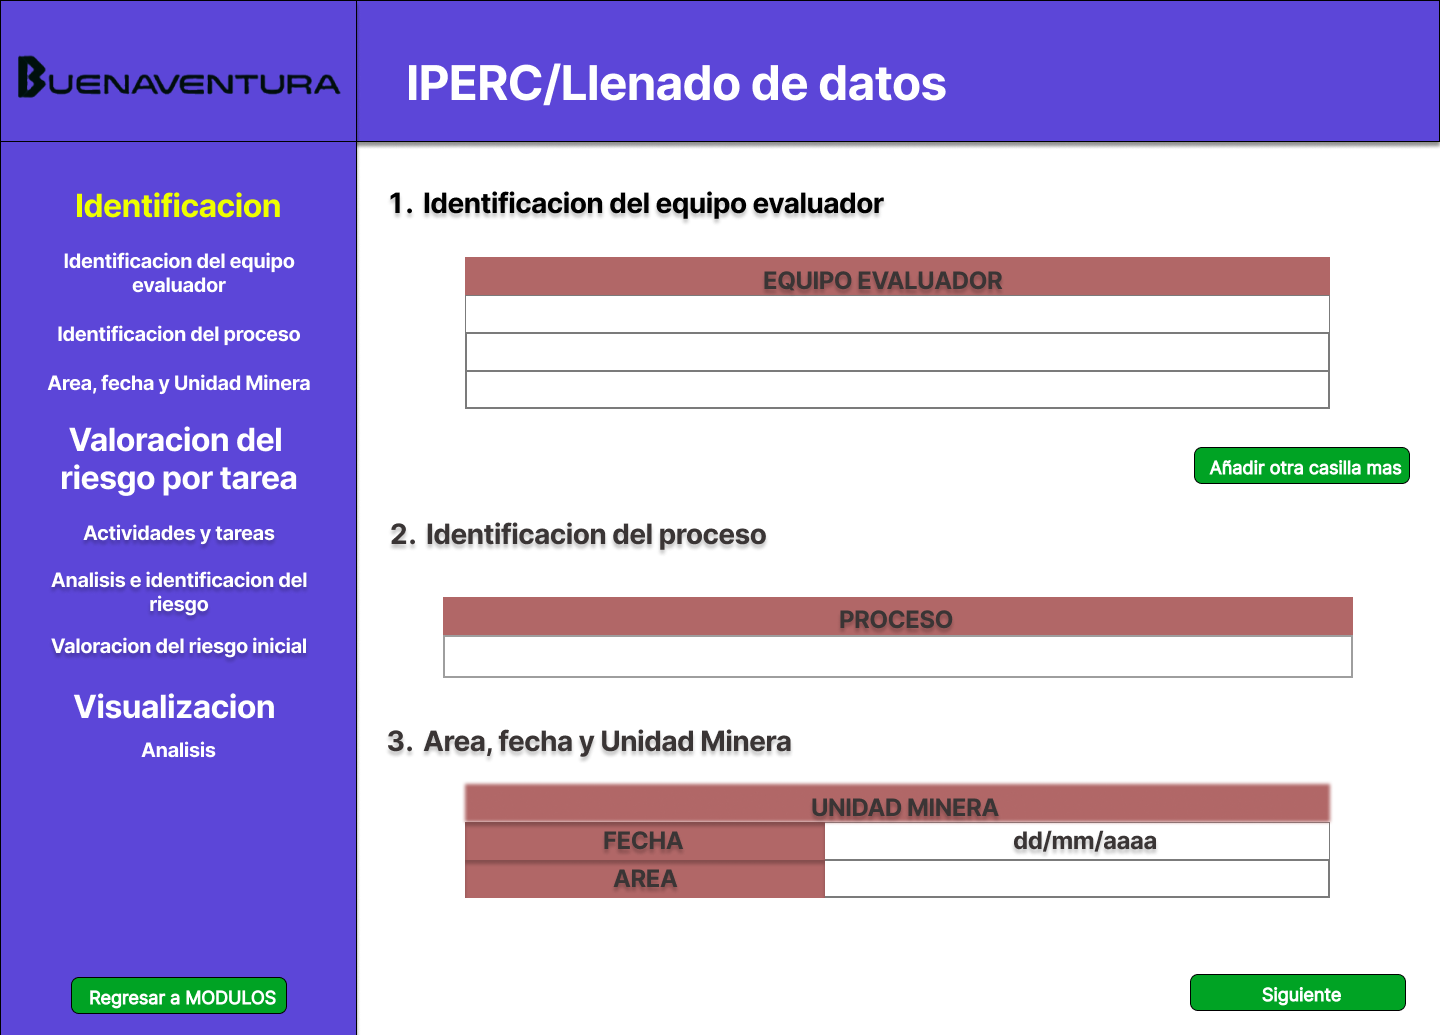 BUENAVENTURA
IPERC/Llenado de datos
Identificacion
Identificacion del equipo
evaluador
Identificacion del proceso
Area, fecha y Unidad Minera
Valoracion del
riesgo por tarea
Actividades y tareas
Analisis e identificacion del
riesgo
Valoracion del riesgo inicial
Visualizacion
Analisis
Regresar a MODULOS
1. Identificacion del equipo evaluador
EQUIPO EVALUADOR
Añadir otra casilla mas
2. Identificacion del proceso
PROCESO
3. Area, fecha y Unidad Minera
UNIDAD MINERA
FECHA dd/mm/aaaa
AREA
Siguiente